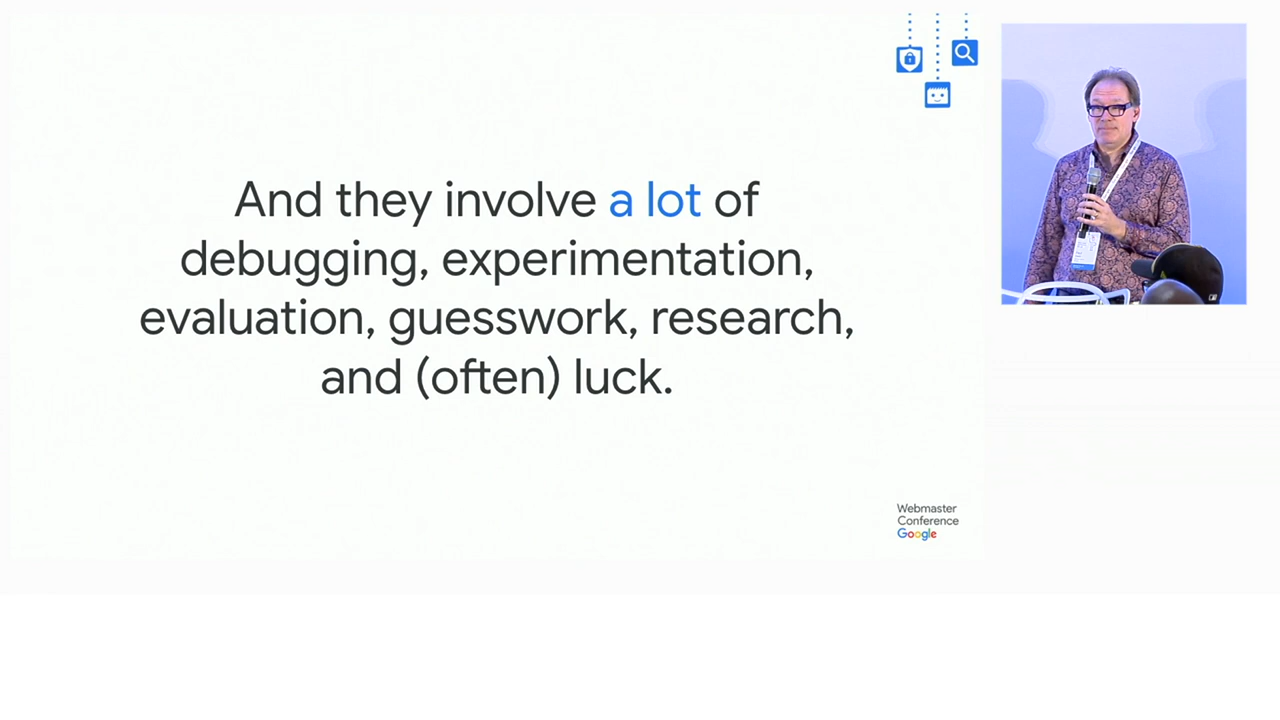 And they involve a lot of
debugging, experimentation,
evaluation, guesswork, research,
and (often) luck.
Webmaster
Conference
Google